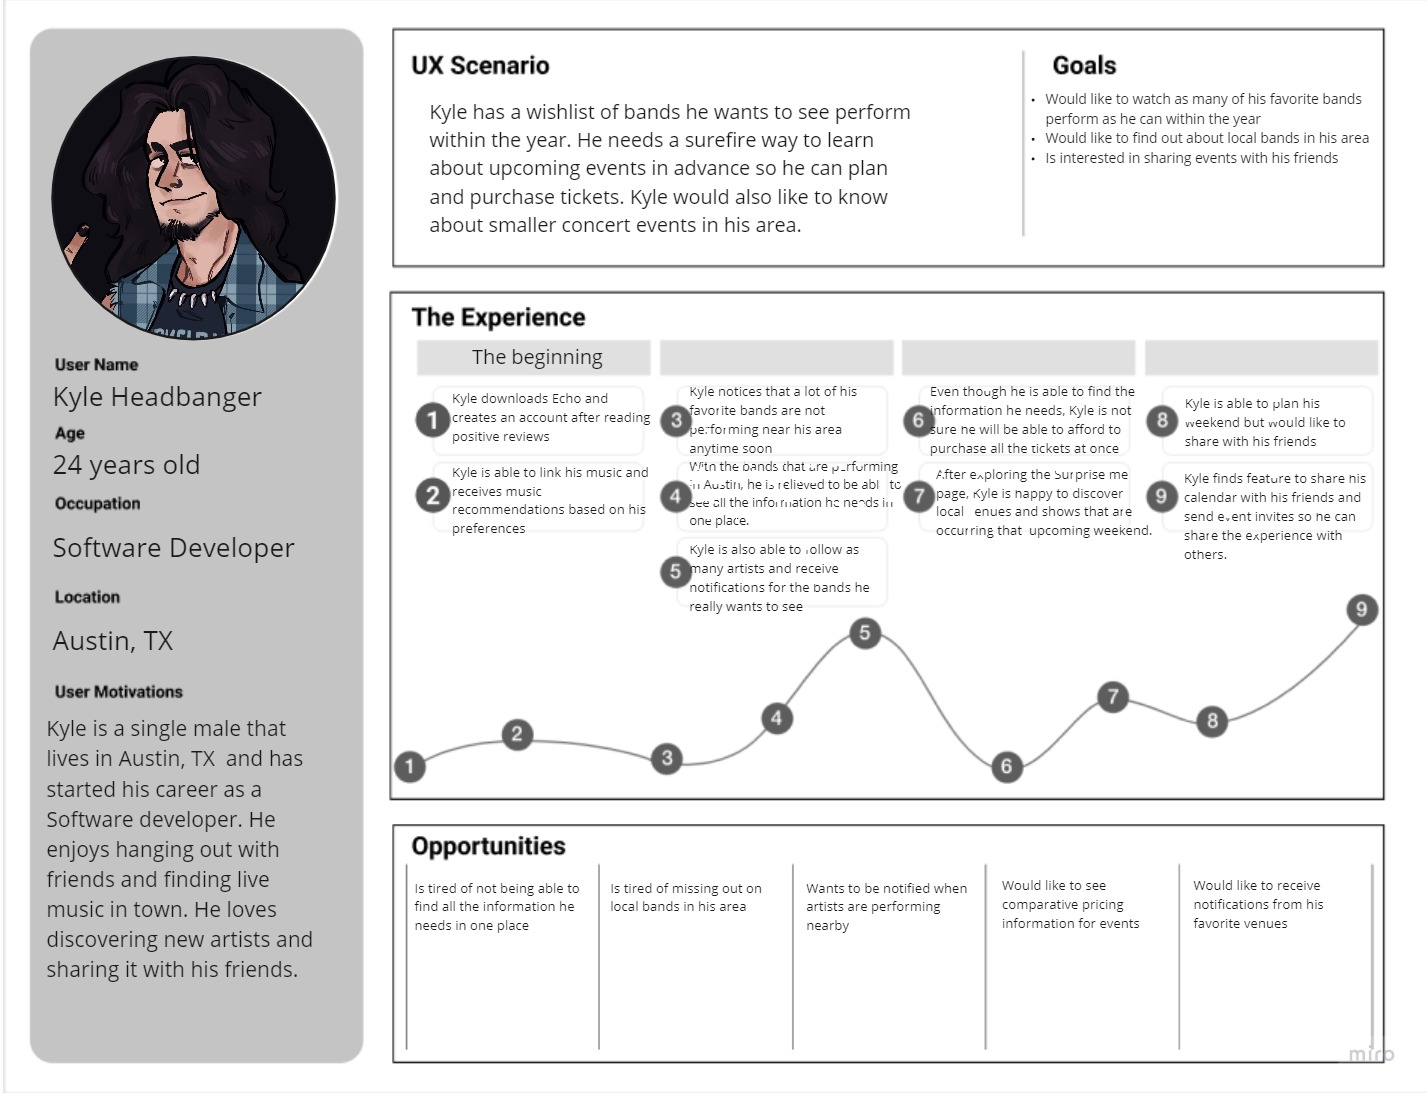 User Name
Kyle Headbanger
Age
24 years old
Occupation
Software Developer
Location
Austin, TX
User Motivations
Kyle is a single male that
lives in Austin, TX and has
started his career as a
Software developer. He
enjoys hanging out with
friends and finding live
music in town. He loves
discovering new artists and
sharing it with his friends.
UX Scenario
Kyle has a wishlist of bands he wants to see perform
within the year. He needs a surefire way to learn
about upcoming events in advance so he can plan
and purchase tickets. Kyle would also like to know
about smaller concert events in his area.
Goals
• Would like to watch as many of his favorite bands
perform as he can within the year
• Would like to find out about local bands in his area
• Is interested in sharing events with his friends
The Experience
The beginning
1
Kyle downloads Echo and
creates an account after reading
positive reviews
2
Kyle is able to link his music and
receives music
recommendations based on his
preferences
3
Kyle notices that a lot of his
favorite bands are not
performing near his area
anytime soon
4
With the bands that are performing
in Austin, he is relieved to be able to
see all the information he needs in
one place.
5
Kyle is also able to follow as
many artists and receive
notifications for the bands he
really wants to see
6
Even though he is able to find the
information he needs, Kyle is not
sure he will be able to afford to
purchase all the tickets at once
7
After exploring the Surprise me
page, Kyle is happy to discover
local venues and shows that are
occurring that upcoming weekend.
8
Kyle is able to plan his
weekend but would like to
share with his friends
9
Kyle finds feature to share his
calendar with his friends and
send event invites so he can
share the experience with
others.
1
2
3
4
5
6
7
8
9
Opportunities
Is tired of not being able to
find all the information he
needs in one place
Is tired of missing out on
local bands in his area
Wants to be notified when
artists are performing
nearby
Would like to see
comparative pricing
information for events
Would like to receive
notifications from his
favorite venues
miro